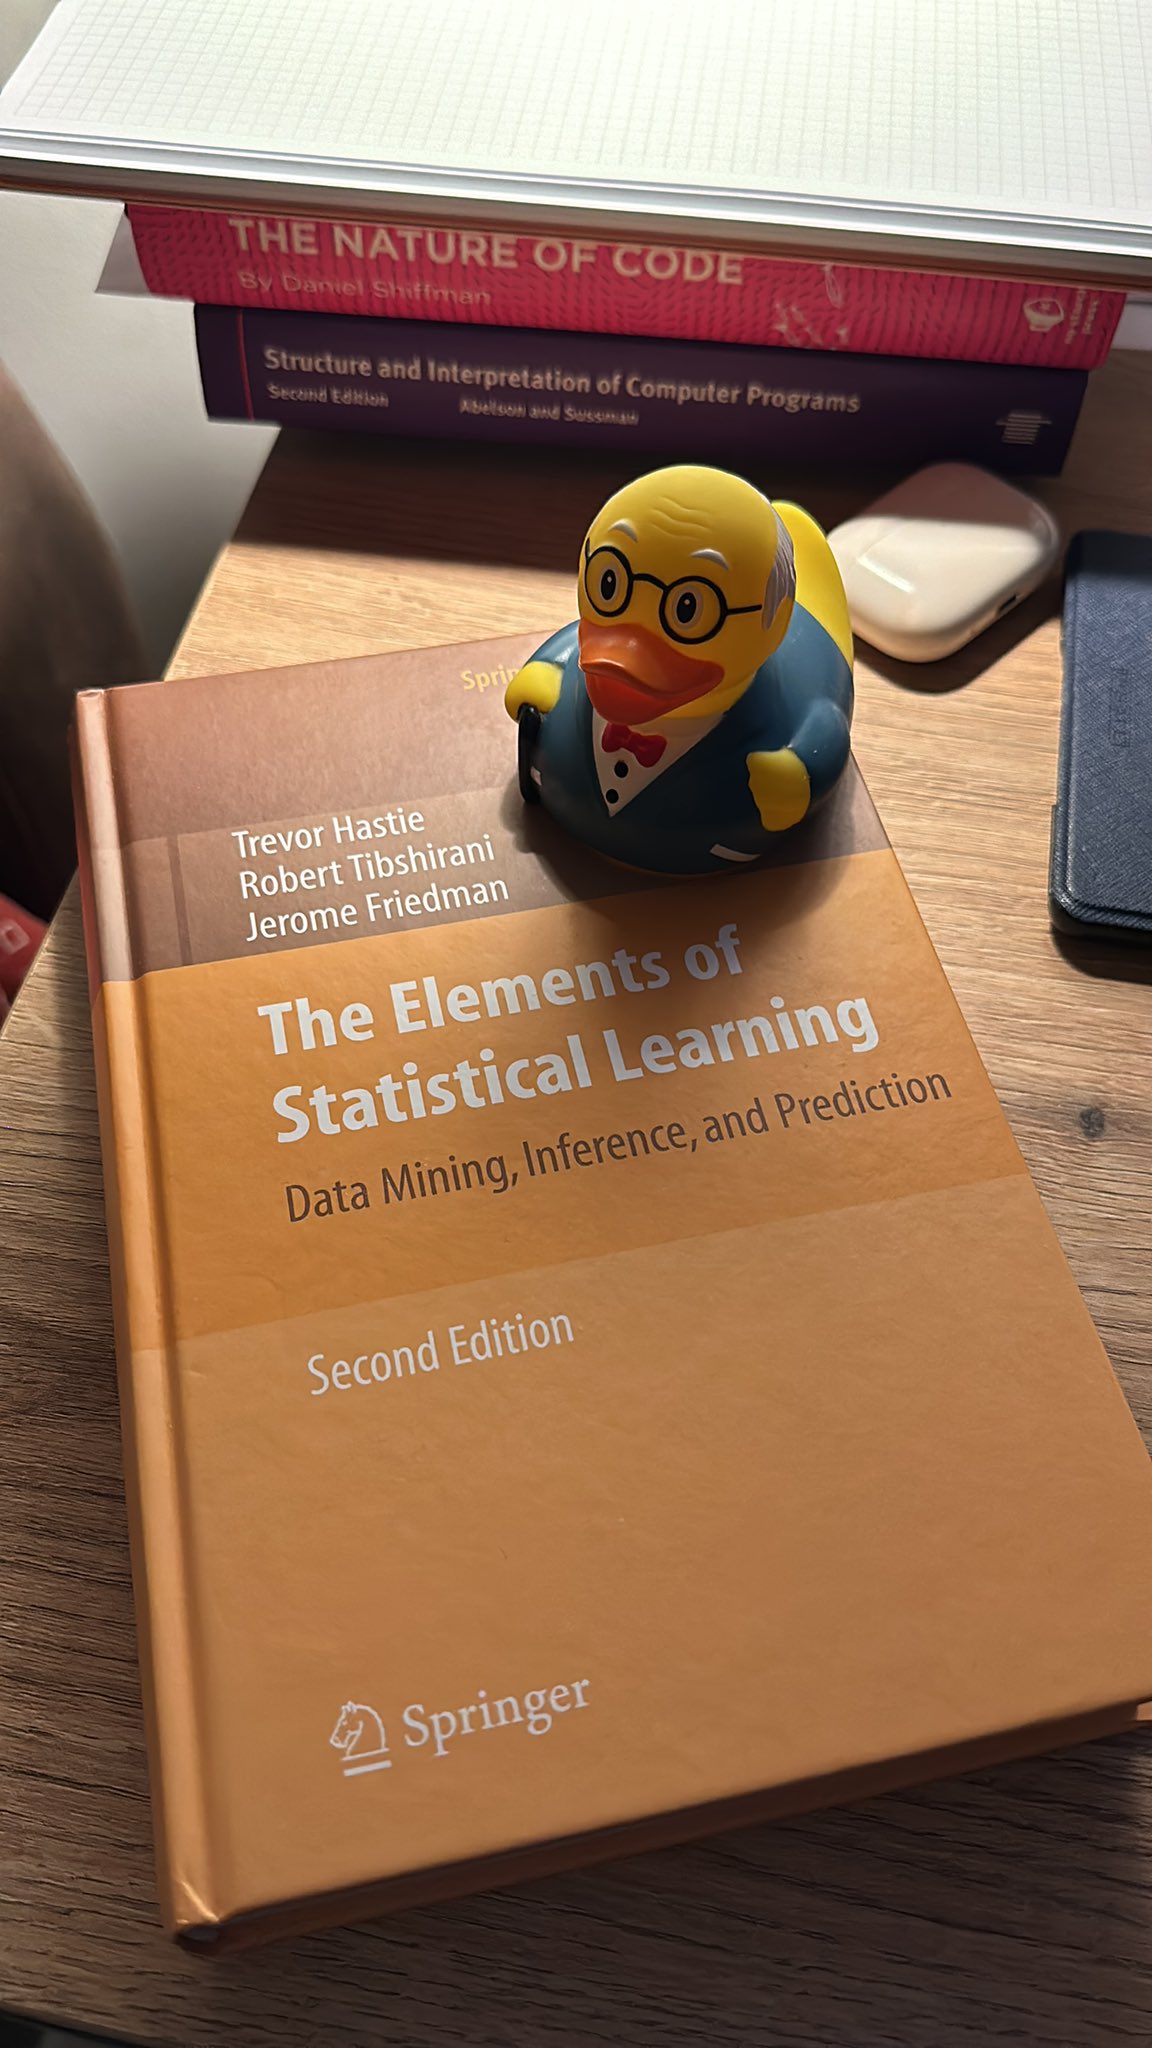 THE NATURE OF CODE
By Daniel Shiffman
Structure and Interpretation of Computer Programs
Second Edition Abelson and Sussman
Trevor Hastie
Robert Tibshirani
Jerome Friedman
The Elements of
Statistical Learning
Data Mining, Inference, and Prediction
Second Edition
Springer